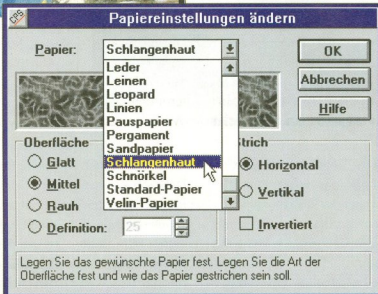 CPS
Papiereinstellungen ändern
Papier:
Schlangenhaut
OK
Leder
Leinen
Leopard
Linien
Pauspapier
Pergament
Sandpapier
Schlangenhaut
Schnörkel
Standard-Papier
Velin-Papier
Abbrechen
Hilfe
Oberfläche
Glatt
Mittel
Rauh
Definition:
25
Strich
Horizontal
Vertikal
Invertiert
Legen Sie das gewünschte Papier fest. Legen Sie die Art der
Oberfläche fest und wie das Papier gestrichen sein soll.